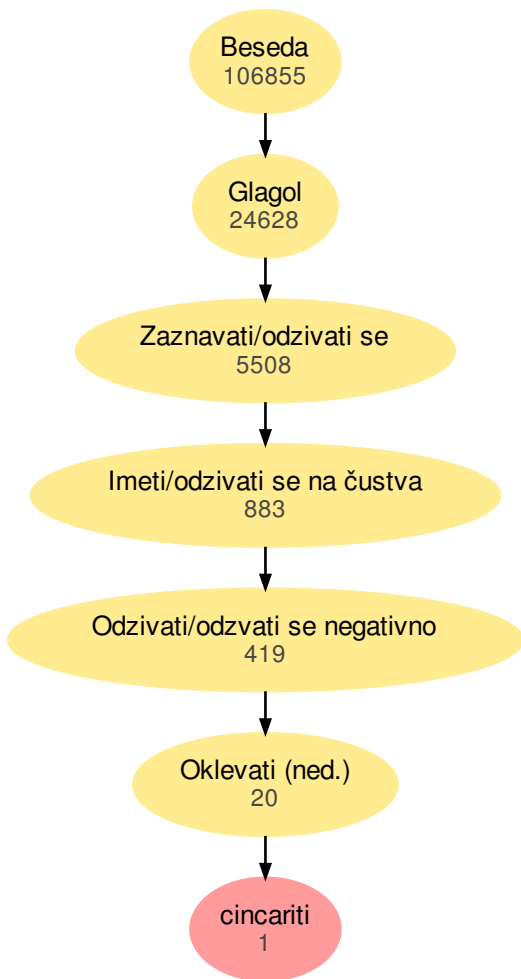 Beseda
106855
Glagol
24628
Zaznavati/odzivati se
5508
Imeti/odzivati se na čustva
883
Odzivati/odzvati se negativno
419
Oklevati (ned.)
20
cincariti
1